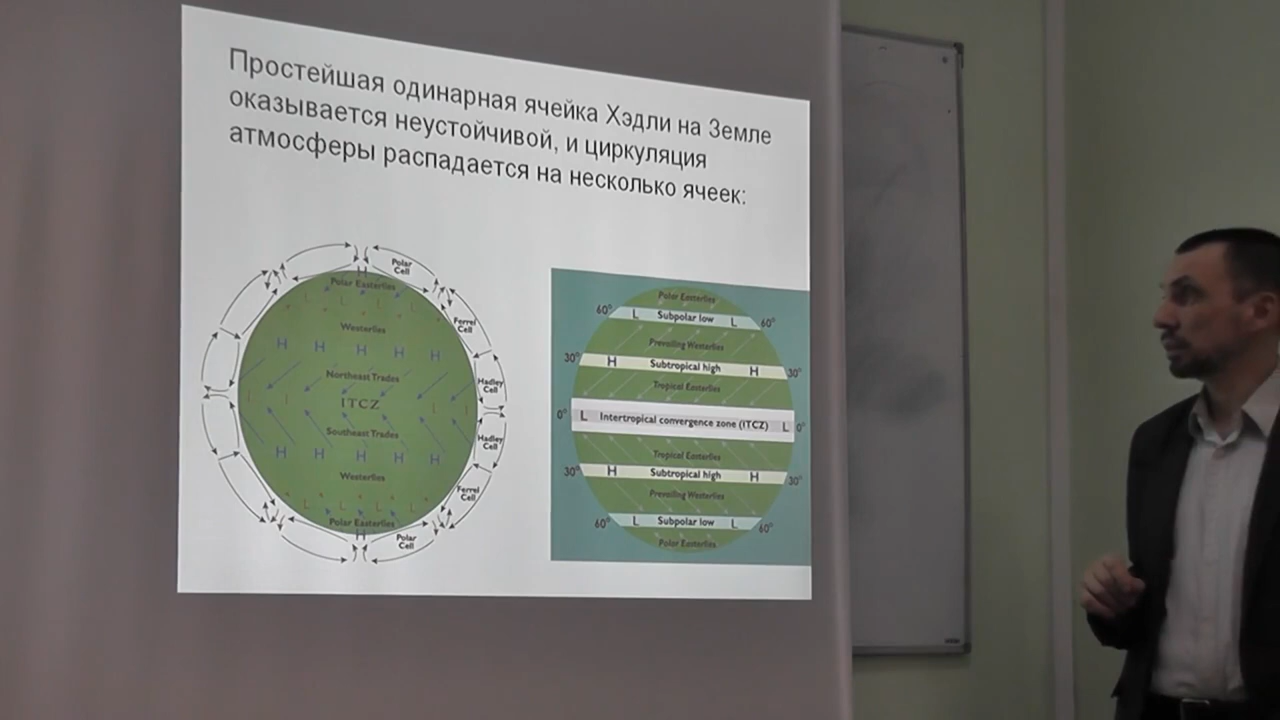 Простейшая одинарная ячейка Хэдли на Земле
оказывается неустойчивой, и циркуляция
атмосферы распадается на несколько ячеек:
Polar
Cell
H
Polar Easterlies
L L L L L
Ferrel
Cell
Westerlies
H H H H H
Northeast Trades
Hadley
Cell
L L ITCZ L L
Southeast Trades
Hadley
Cell
H H H H H
Westerlies
Ferrel
Cell
L L L L L
Polar Easterlies
H
Polar
Cell
Polar Easterlies
60° L Subpolar low L 60°
Prevailing Westerlies
30° H Subtropical high H 30°
Tropical Easterlies
0° L Intertropical convergence zone (ITCZ) L 0°
Tropical Easterlies
30° H Subtropical high H 30°
Prevailing Westerlies
60° L Subpolar low L 60°
Polar Easterlies